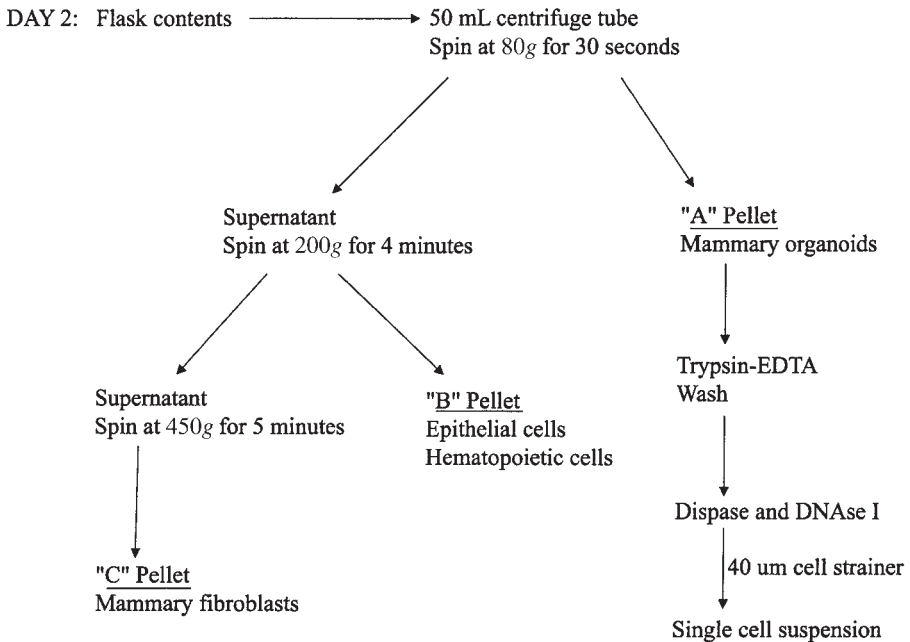 DAY 2: Flask contents
50 mL centrifuge tube
Spin at 80g for 30 seconds
Supernatant
Spin at 200g for 4 minutes
"A" Pellet
Mammary organoids
Supernatant
Spin at 450g for 5 minutes
"B" Pellet
Epithelial cells
Hematopoietic cells
Trypsin-EDTA
Wash
"C" Pellet
Mammary fibroblasts
Dispase and DNAse I
40 um cell strainer
Single cell suspension